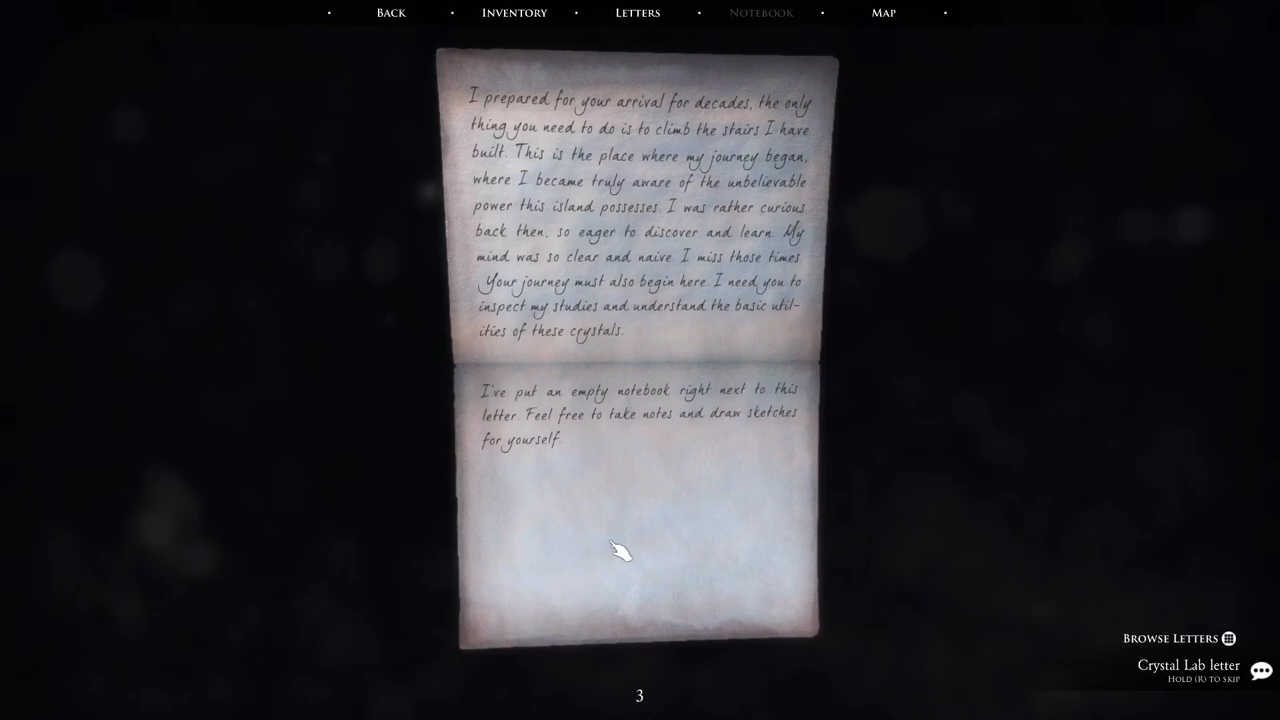 • BACK • INVENTORY • LETTERS • NOTEBOOK • MAP •
I prepared for your arrival for decades, the only
thing you need to do is to climb the stairs I have
built. This is the place where my journey began,
where I became truly aware of the unbelievable
power this island possesses. I was rather curious
back then, so eager to discover and learn. My
mind was so clear and naive. I miss those times.
Your journey must also begin here. I need you to
inspect my studies and understand the basic util-
ities of these crystals.
I've put an empty notebook right next to this
letter. Feel free to take notes and draw sketches
for yourself.
BROWSE LETTERS
Crystal Lab letter
HOLD (R) TO SKIP
3